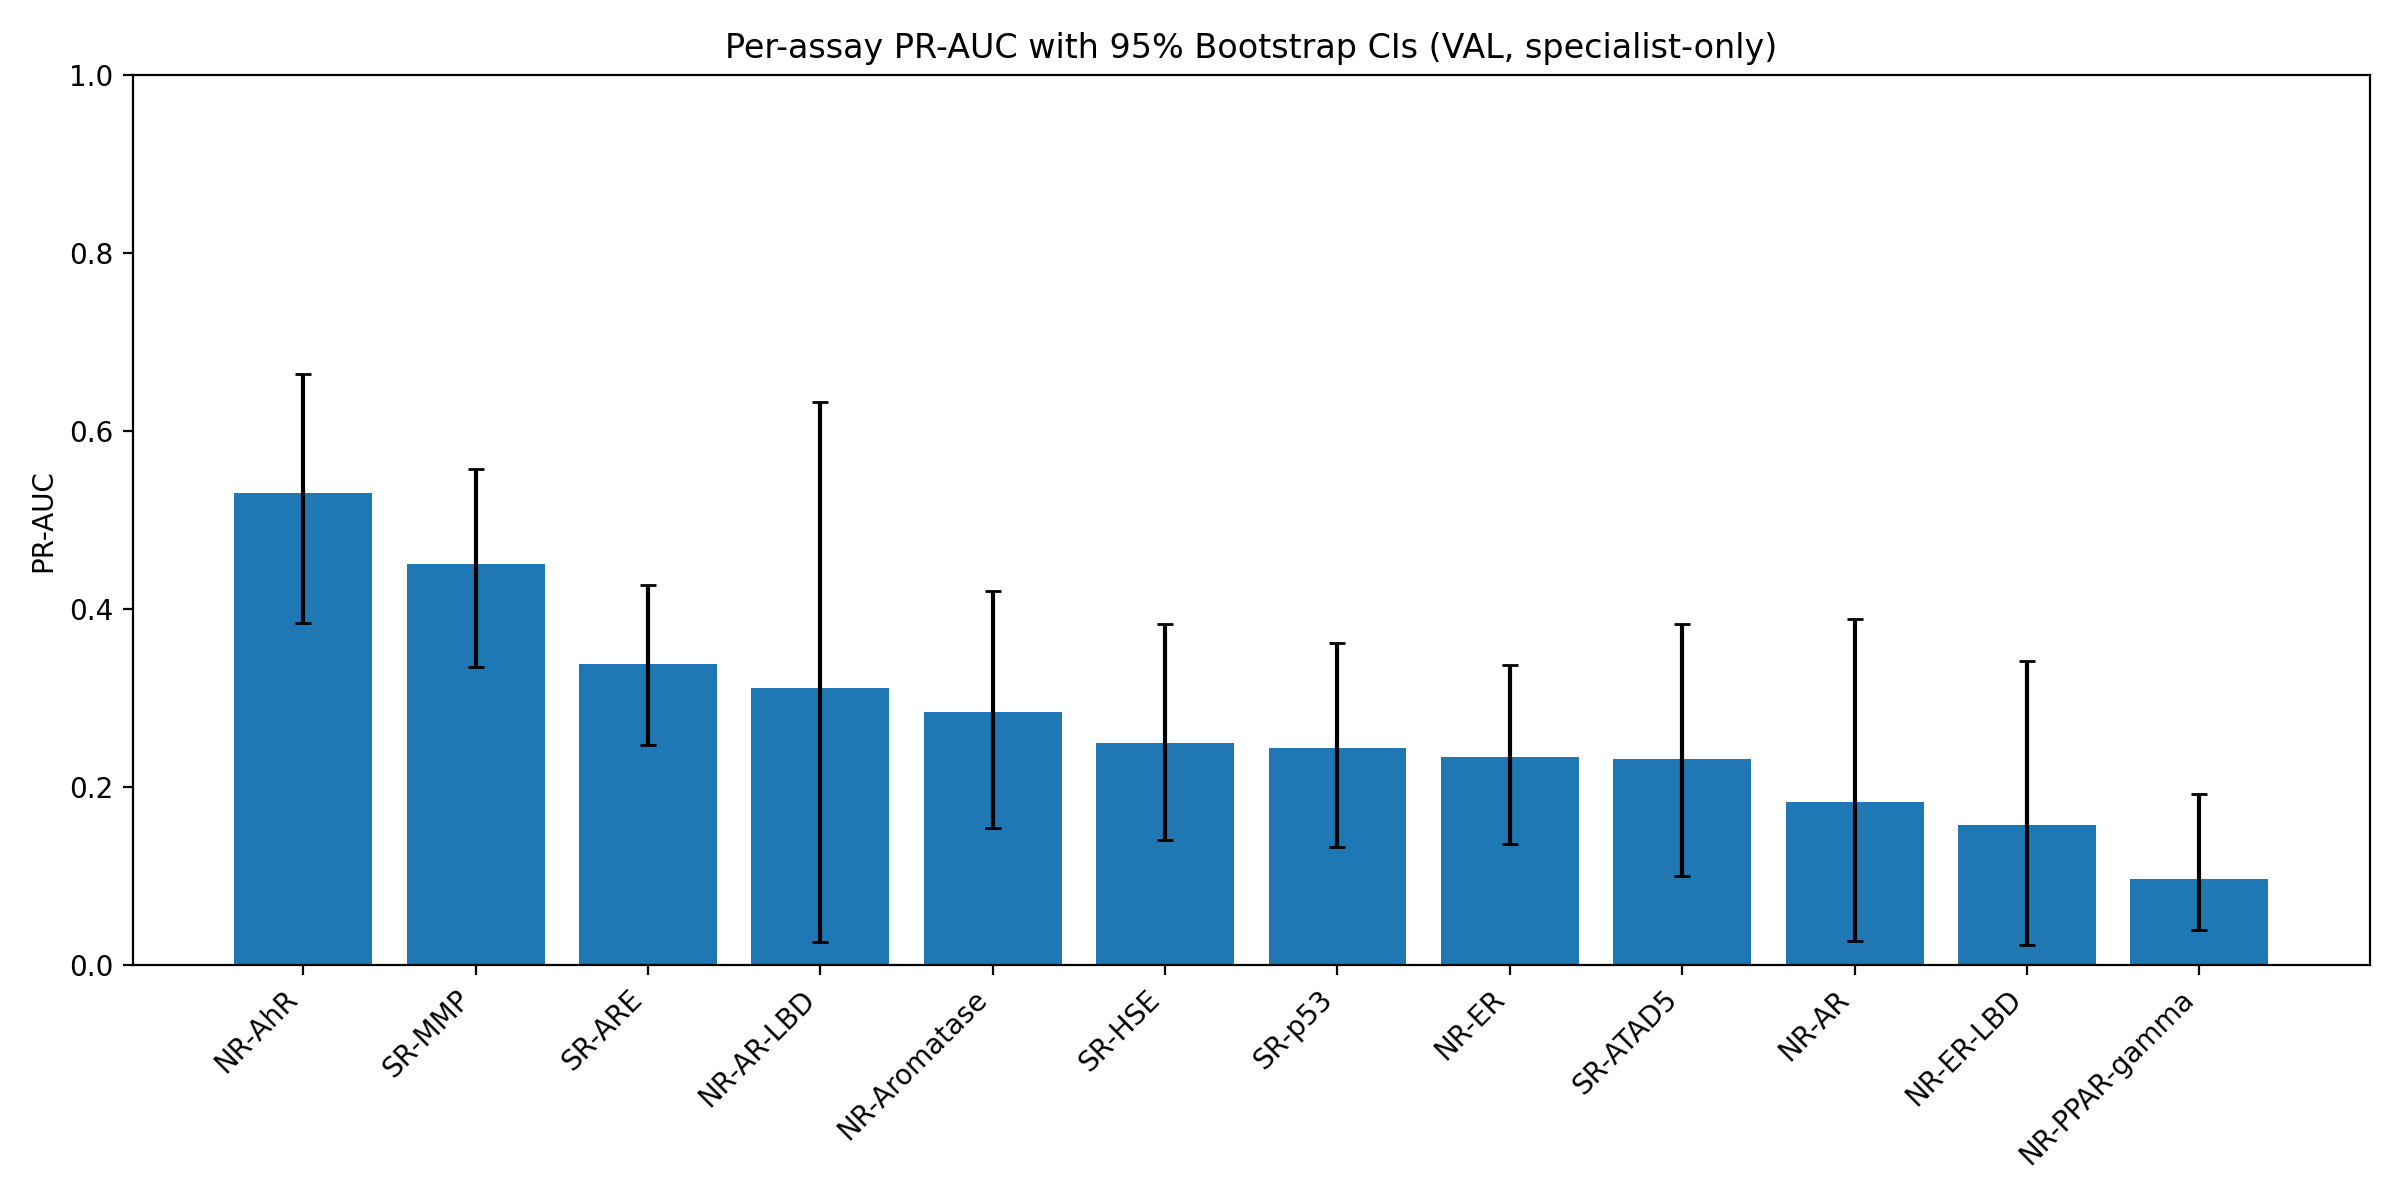 Per-assay PR-AUC with 95% Bootstrap CIs (VAL, specialist-only)
1.0
0.8
0.6
0.4
0.2
0.0
PR-AUC
NR-AhR
SR-MMP
SR-ARE
NR-AR-LBD
NR-Aromatase
SR-HSE
SR-p53
NR-ER
SR-ATAD5
NR-AR
NR-ER-LBD
NR-PPAR-gamma